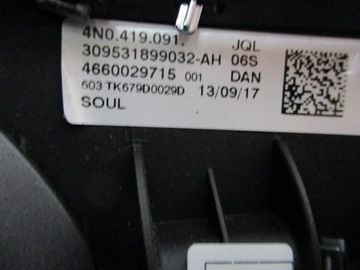 4N0.419.091. JQL
309531899032-AH 06S
4660029715 001 DAN
603 TK679D0029D 13/09/17
SOUL